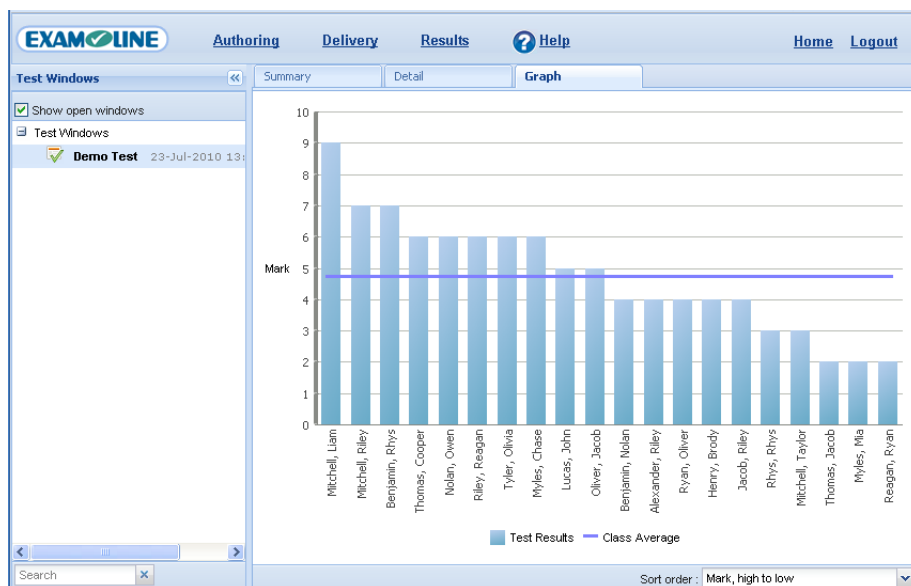 EXAM LINE Authoring Delivery Results ? Help Home Logout
Test Windows
Summary Detail Graph
Show open windows
Test Windows
Demo Test 23-Jul-2010 13:
10
9
8
7
6
Mark 5
4
3
2
1
0
Mitchell, Liam
Mitchell, Riley
Benjamin, Rhys
Thomas, Cooper
Nolan, Owen
Riley, Reagan
Tyler, Olivia
Myles, Chase
Lucas, John
Oliver, Jacob
Benjamin, Nolan
Alexander, Riley
Ryan, Oliver
Henry, Brody
Jacob, Riley
Rhys, Rhys
Mitchell, Taylor
Thomas, Jacob
Myles, Mia
Reagan, Ryan
Test Results Class Average
Search
Sort order : Mark, high to low